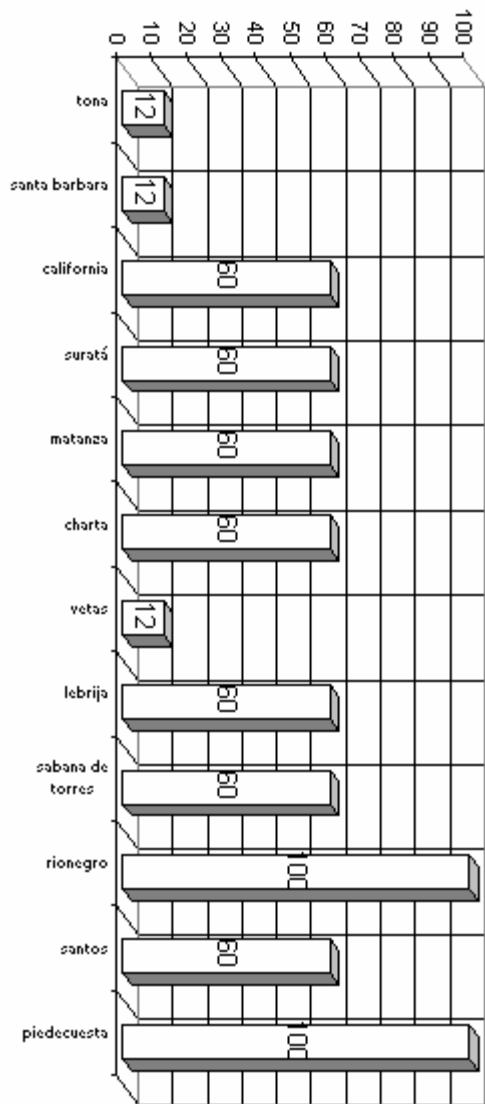 0
10
20
30
40
50
60
70
80
90
100
tona
12
santa barbara
12
california
60
suratá
60
matanza
60
charta
60
vetas
12
lebrija
60
sabana de
torres
60
rionegro
100
santos
60
piedecuesta
100